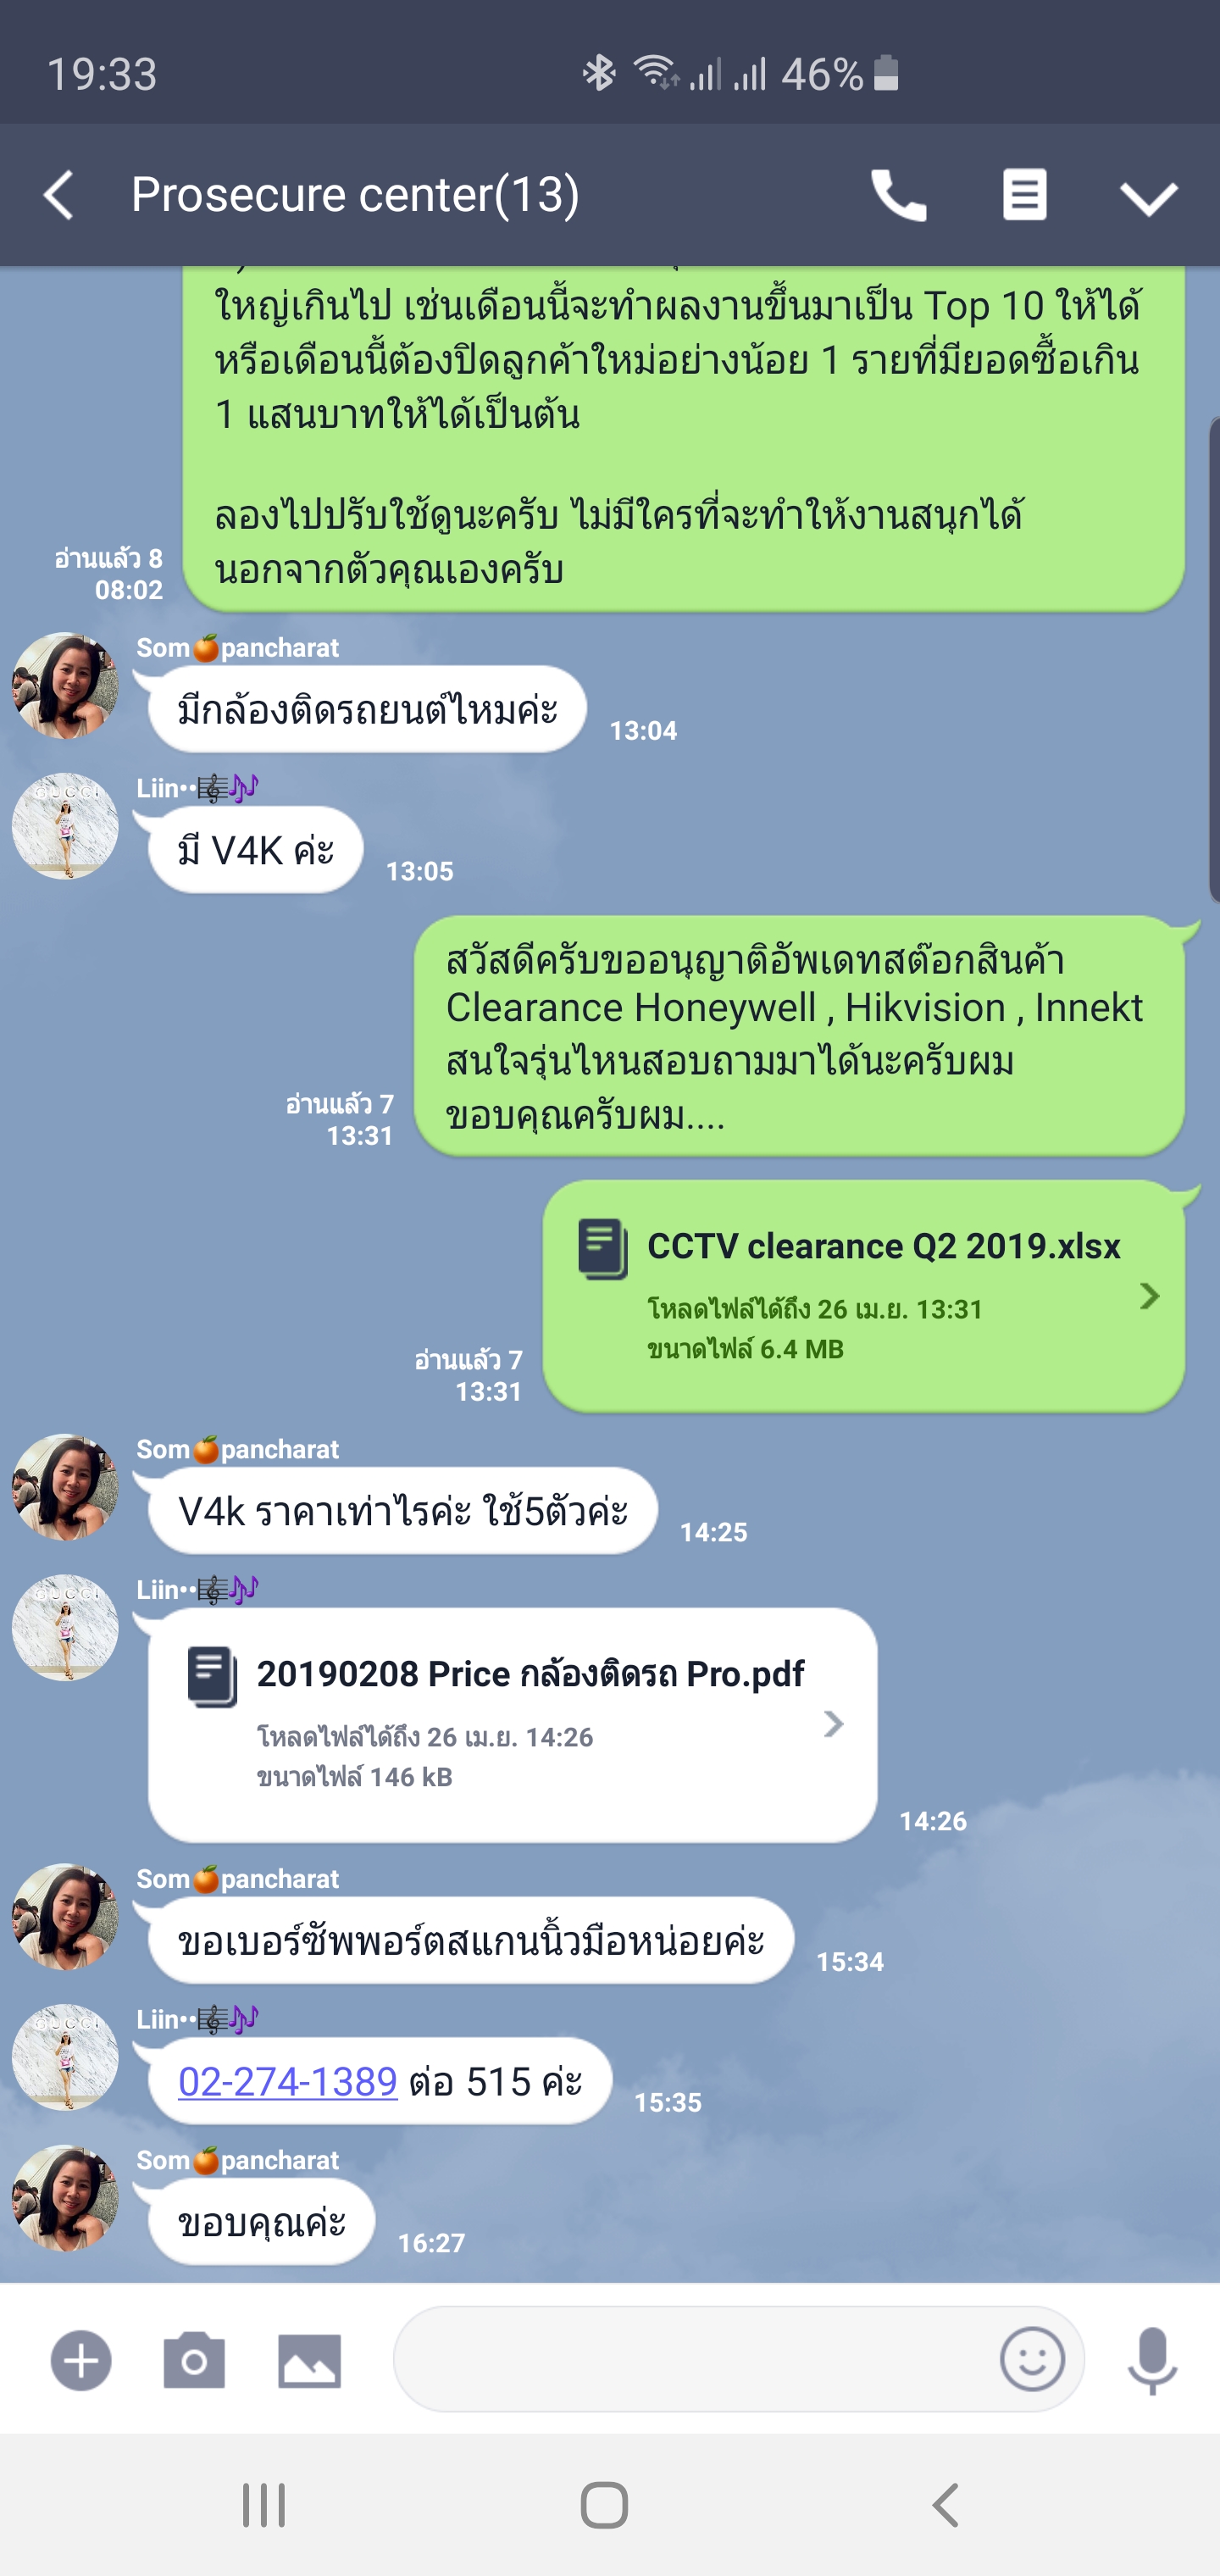 19:33
46%
Prosecure center(13)
ใหญ่เกินไป เช่นเดือนนี้จะทำผลงานขึ้นมาเป็น Top 10 ให้ได้
หรือเดือนนี้ต้องปิดลูกค้าใหม่อย่างน้อย 1 รายที่มียอดซื้อเกิน
1 แสนบาทให้ได้เป็นต้น
ลองไปปรับใช้ดูนะครับ ไม่มีใครที่จะทำให้งานสนุกได้
นอกจากตัวคุณเองครับ
อ่านแล้ว 8
08:02
Som🍊pancharat
มีกล้องติดรถยนต์ไหมค่ะ
13:04
Liin••🎼🎶
มี V4K ค่ะ
13:05
สวัสดีครับขออนุญาติอัพเดทสต๊อกสินค้า
Clearance Honeywell , Hikvision , Innekt
สนใจรุ่นไหนสอบถามมาได้นะครับผม
ขอบคุณครับผม....
อ่านแล้ว 7
13:31
CCTV clearance Q2 2019.xlsx
โหลดไฟล์ได้ถึง 26 เม.ย. 13:31
ขนาดไฟล์ 6.4 MB
อ่านแล้ว 7
13:31
Som🍊pancharat
V4k ราคาเท่าไรค่ะ ใช้5ตัวค่ะ
14:25
GUCCI
Liin••🎼🎶
20190208 Price กล้องติดรถ Pro.pdf
โหลดไฟล์ได้ถึง 26 เม.ย. 14:26
ขนาดไฟล์ 146 kB
14:26
Som🍊pancharat
ขอเบอร์ซัพพอร์ตสแกนนิ้วมือหน่อยค่ะ
15:34
GUCCI
Liin••🎼🎶
02-274-1389 ต่อ 515 ค่ะ
15:35
Som🍊pancharat
ขอบคุณค่ะ
16:27